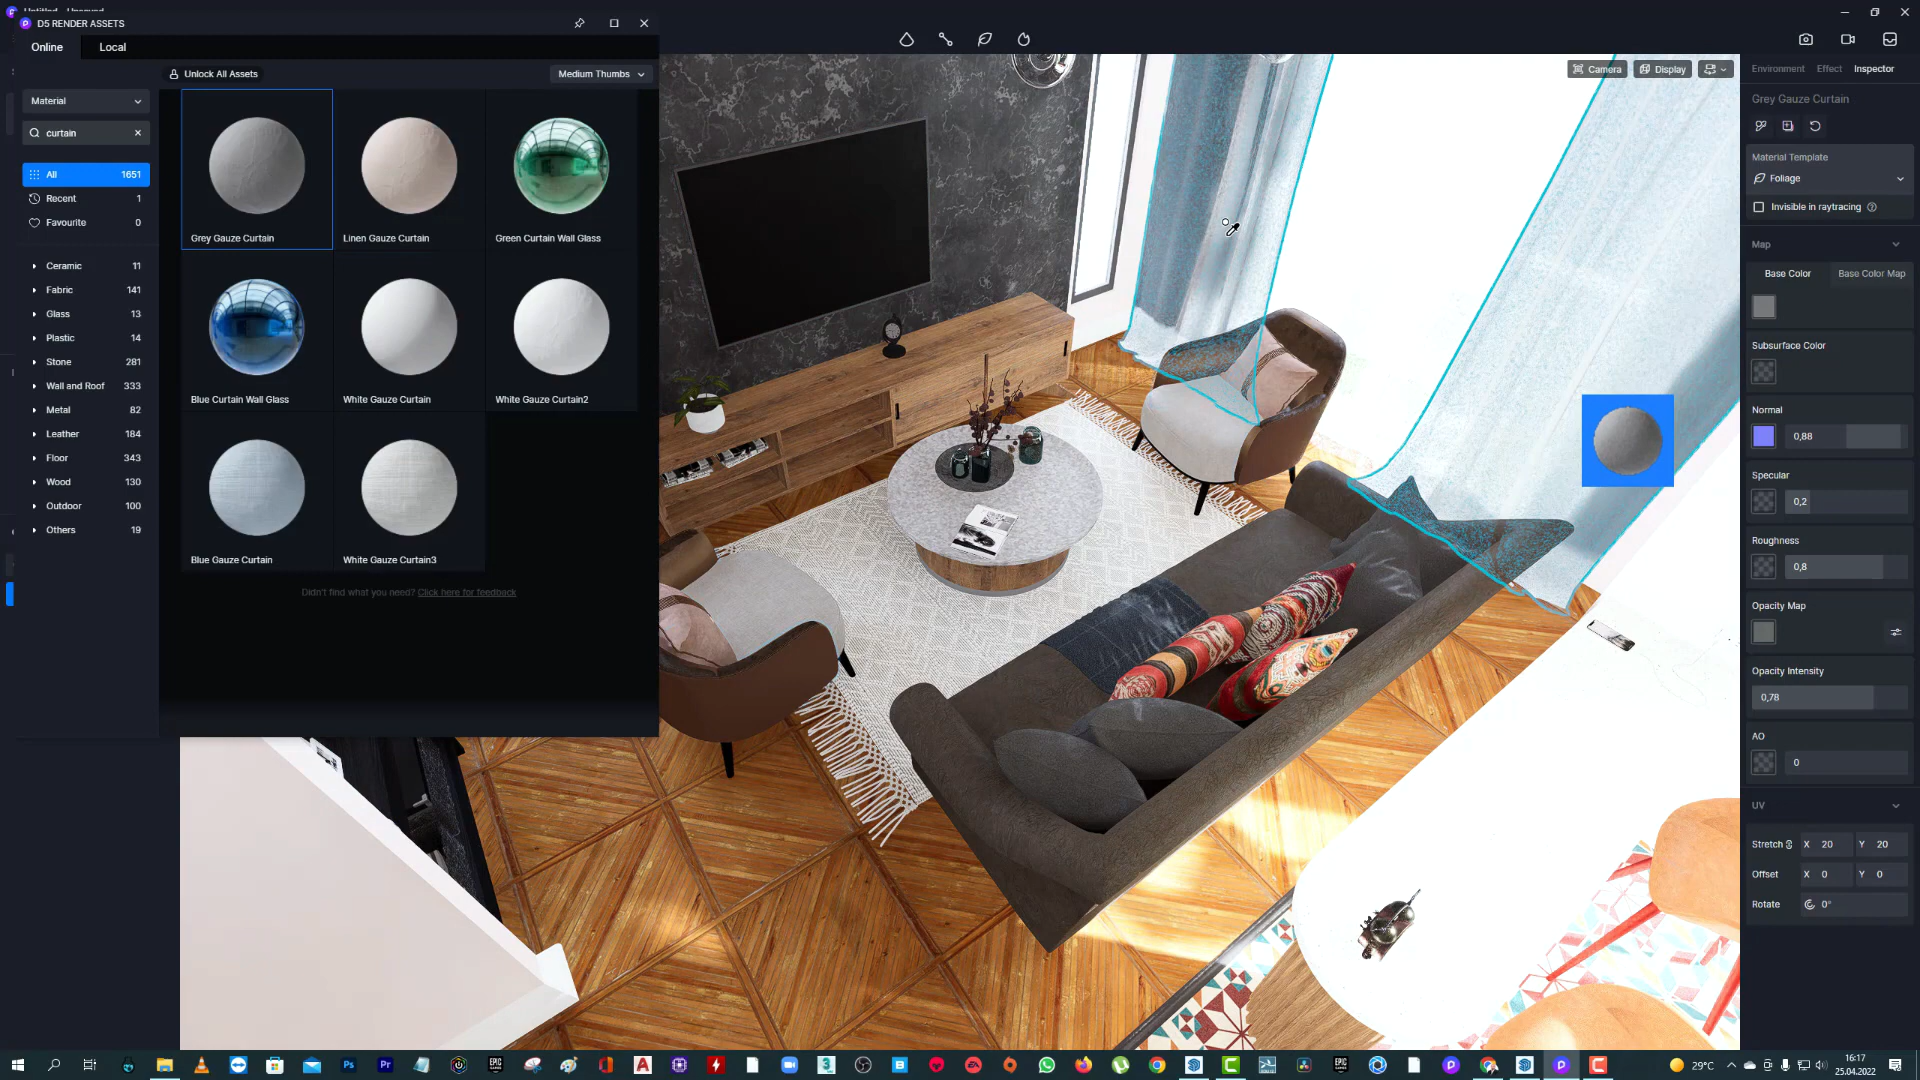 D5 RENDER ASSETS
Online
Local
Unlock All Assets
Medium Thumbs
Material
curtain
All 1651
Recent 1
Favourite 0
Ceramic 11
Fabric 141
Glass 13
Plastic 14
Stone 281
Wall and Roof 333
Metal 82
Leather 184
Floor 343
Wood 130
Outdoor 100
Others 19
Grey Gauze Curtain
Linen Gauze Curtain
Green Curtain Wall Glass
Blue Curtain Wall Glass
White Gauze Curtain
White Gauze Curtain2
Blue Gauze Curtain
White Gauze Curtain3
Didn't find what you need? Click here for feedback
Camera
Display
Environment
Effect
Inspector
Grey Gauze Curtain
Material Template
Foliage
Invisible in raytracing
Map
Base Color
Base Color Map
Subsurface Color
Normal
0,88
Specular
0,2
Roughness
0,8
Opacity Map
Opacity Intensity
0,78
AO
0
UV
Stretch X 20 Y 20
Offset X 0 Y 0
Rotate 0°
29°C
16:17
25.04.2022